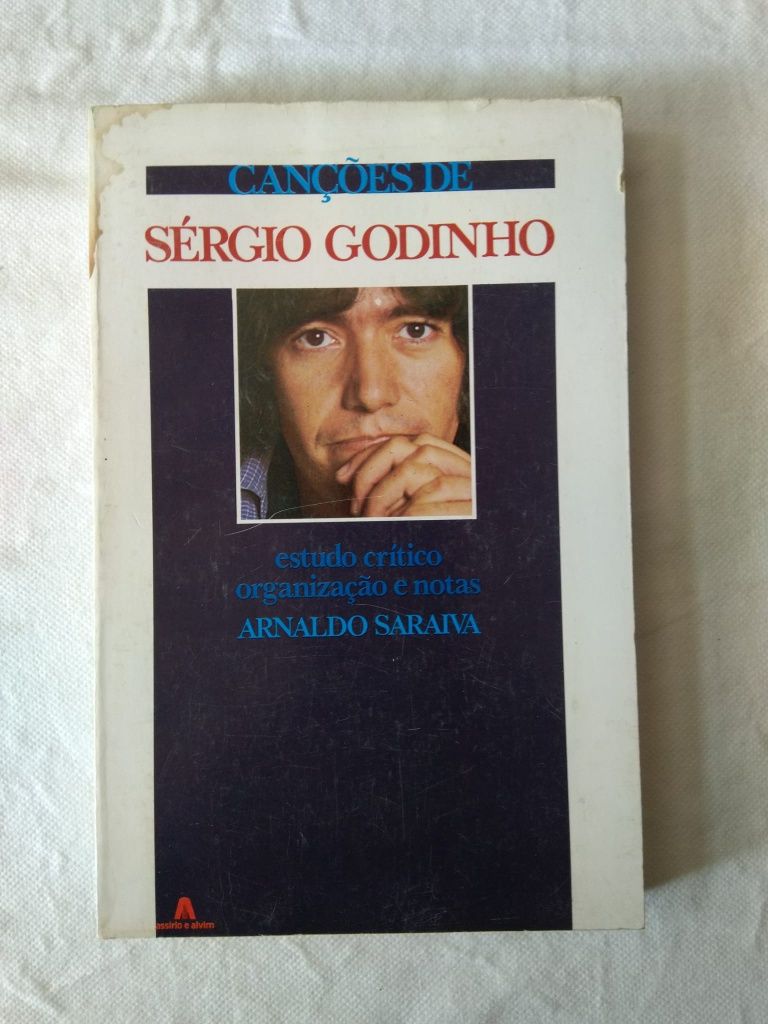 CANÇÕES DE
SÉRGIO GODINHO
estudo crítico
organização e notas
ARNALDO SARAIVA
assírio e alvim